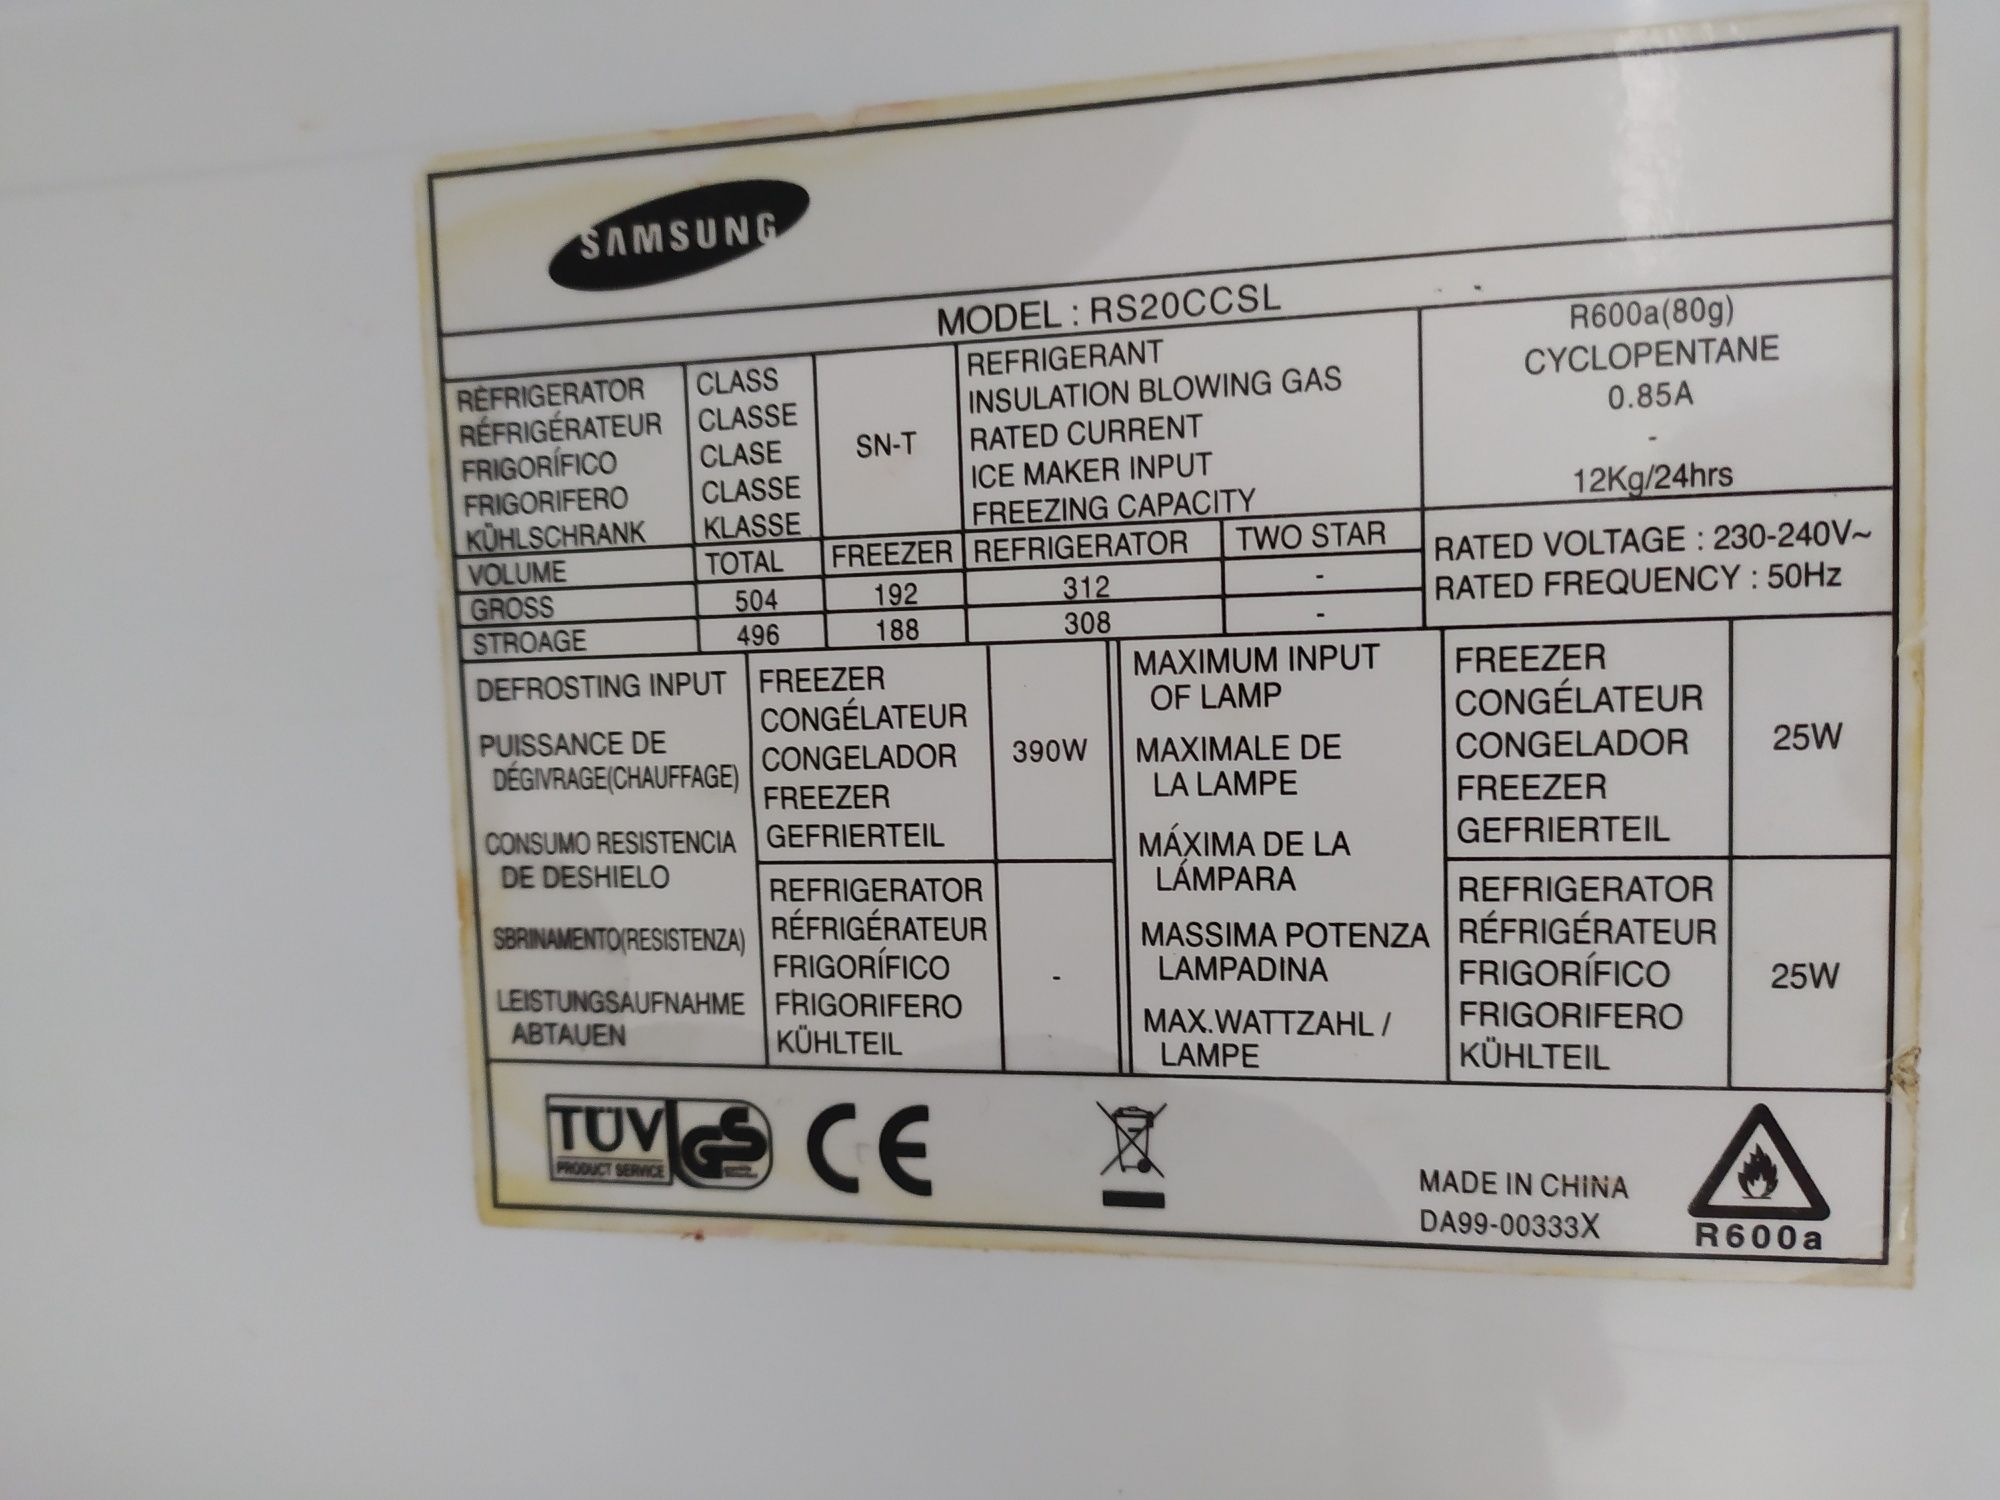 SAMSUNG
MODEL : RS20CCSL
REFRIGERATOR
RÉFRIGÉRATEUR
FRIGORÍFICO
FRIGORIFERO
KÜHLSCHRANK
CLASS
CLASSE
CLASE
CLASSE
KLASSE
SN-T
REFRIGERANT
INSULATION BLOWING GAS
RATED CURRENT
ICE MAKER INPUT
FREEZING CAPACITY
R600a(80g)
CYCLOPENTANE
0.85A
-
12Kg/24hrs
VOLUME TOTAL FREEZER REFRIGERATOR TWO STAR
GROSS 504 192 312 -
STROAGE 496 188 308 -
RATED VOLTAGE : 230-240V~
RATED FREQUENCY : 50Hz
DEFROSTING INPUT
PUISSANCE DE
DÉGIVRAGE(CHAUFFAGE)
CONSUMO RESISTENCIA
DE DESHIELO
SBRINAMENTO(RESISTENZA)
LEISTUNGSAUFNAHME
ABTAUEN
FREEZER
CONGÉLATEUR
CONGELADOR
FREEZER
GEFRIERTEIL
390W
REFRIGERATOR
RÉFRIGÉRATEUR
FRIGORÍFICO
FRIGORIFERO
KÜHLTEIL
-
MAXIMUM INPUT
OF LAMP
MAXIMALE DE
LA LAMPE
MÁXIMA DE LA
LÁMPARA
MASSIMA POTENZA
LAMPADINA
MAX.WATTZAHL /
LAMPE
FREEZER
CONGÉLATEUR
CONGELADOR
FREEZER
GEFRIERTEIL
25W
REFRIGERATOR
RÉFRIGÉRATEUR
FRIGORÍFICO
FRIGORIFERO
KÜHLTEIL
25W
TÜV
PRODUCT SERVICE
GS
CE
MADE IN CHINA
DA99-00333X
R600a